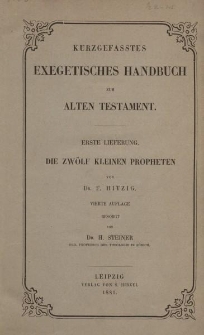 KURZGEFASSTES
EXEGETISCHES HANDBUCH
ZUM
ALTEN TESTAMENT.
ERSTE LIEFERUNG.
DIE ZWÖLF KLEINEN PROPHETEN
VON
DR. F. HITZIG.
VIERTE AUFLAGE
BESORGT
VON
DR. H. STEINER
LEIPZIG
VERLAG VON S. HIRZEL
1881.